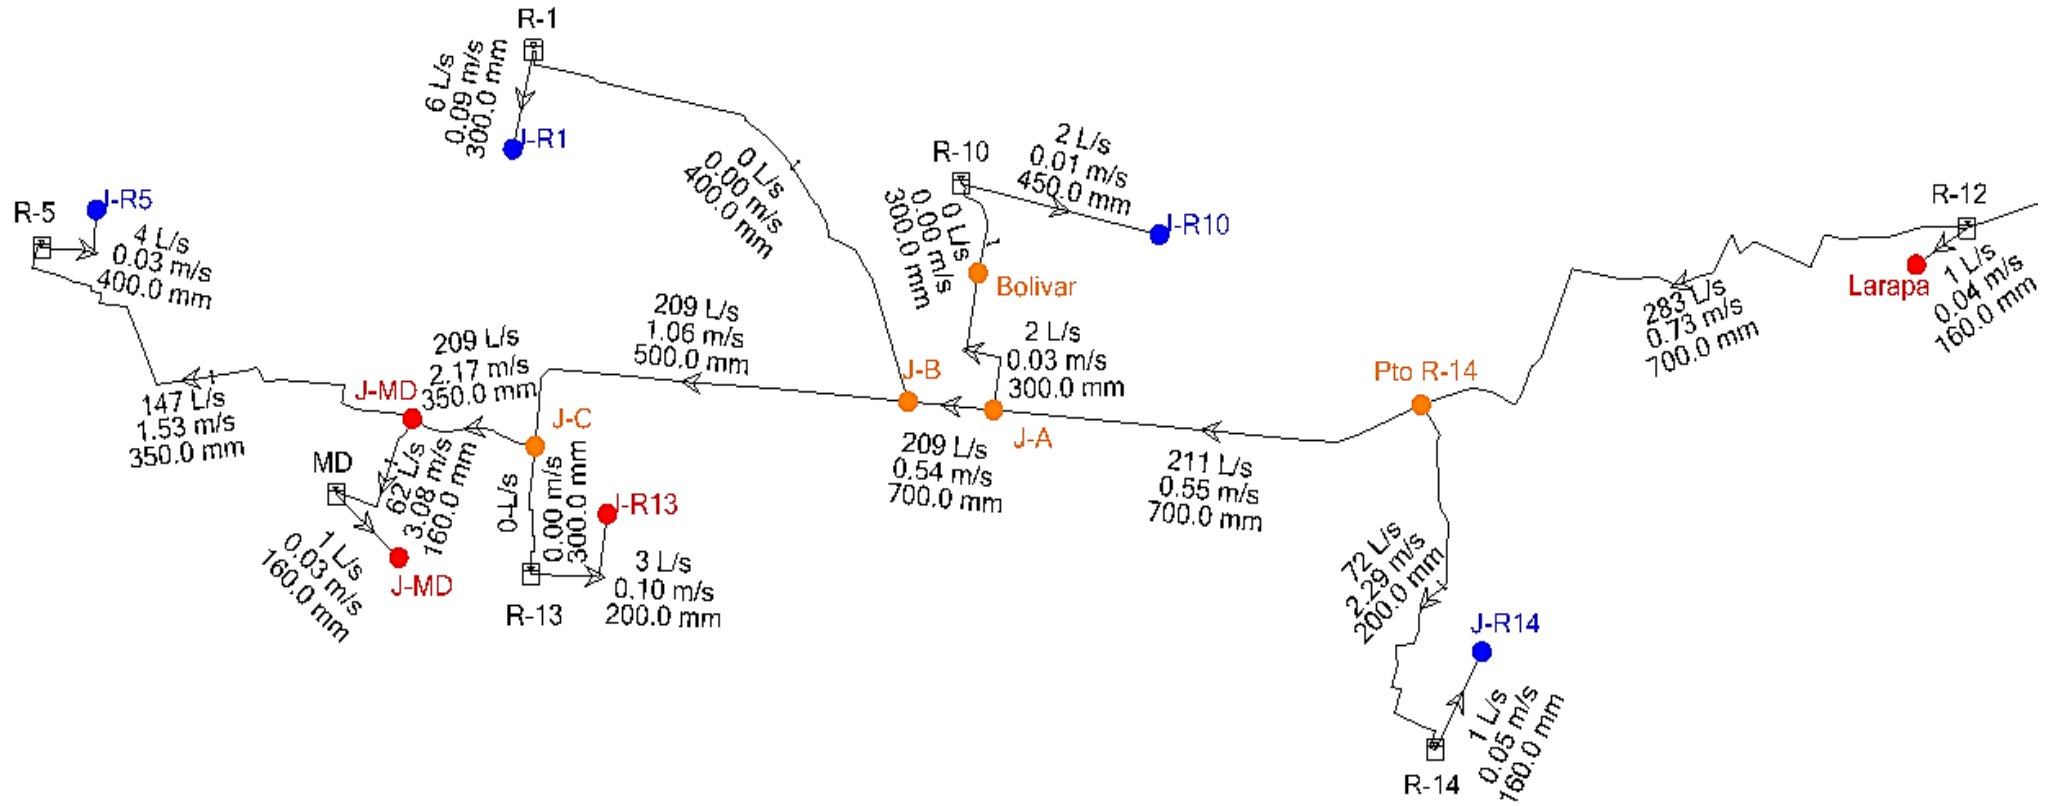 R-1
6 L/s
0.09 m/s
300.0 mm
J-R1
0 L/s
0.00 m/s
400.0 mm
R-10
2 L/s
0.01 m/s
450.0 mm
J-R10
0 L/s
0.00 m/s
300.0 mm
Bolivar
2 L/s
0.03 m/s
300.0 mm
R-12
Larapa
1 L/s
0.04 m/s
160.0 mm
283 L/s
0.73 m/s
700.0 mm
R-5
J-R5
4 L/s
0.03 m/s
400.0 mm
209 L/s
1.06 m/s
500.0 mm
209 L/s
2.17 m/s
350.0 mm
J-MD
147 L/s
1.53 m/s
350.0 mm
J-C
J-B
J-A
Pto R-14
209 L/s
0.54 m/s
700.0 mm
211 L/s
0.55 m/s
700.0 mm
MD
62 L/s
3.08 m/s
160.0 mm
1 L/s
0.03 m/s
160.0 mm
J-MD
0 L/s
0.00 m/s
300.0 mm
J-R13
3 L/s
0.10 m/s
200.0 mm
R-13
72 L/s
2.29 m/s
200.0 mm
J-R14
1 L/s
0.05 m/s
160.0 mm
R-14